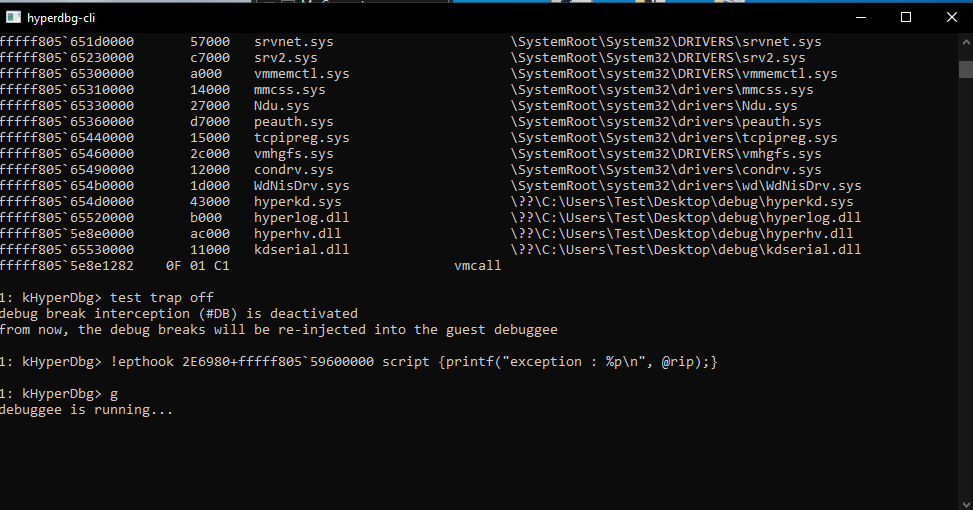 hyperdbg-cli
fffff805`651d0000 57000 srvnet.sys \SystemRoot\System32\DRIVERS\srvnet.sys
fffff805`65230000 c7000 srv2.sys \SystemRoot\System32\DRIVERS\srv2.sys
fffff805`65300000 a000 vmmemctl.sys \SystemRoot\system32\DRIVERS\vmmemctl.sys
fffff805`65310000 14000 mmcss.sys \SystemRoot\system32\drivers\mmcss.sys
fffff805`65330000 27000 Ndu.sys \SystemRoot\system32\drivers\Ndu.sys
fffff805`65360000 d7000 peauth.sys \SystemRoot\system32\drivers\peauth.sys
fffff805`65440000 15000 tcpipreg.sys \SystemRoot\System32\drivers\tcpipreg.sys
fffff805`65460000 2c000 vmhgfs.sys \SystemRoot\system32\DRIVERS\vmhgfs.sys
fffff805`65490000 12000 condrv.sys \SystemRoot\System32\drivers\condrv.sys
fffff805`654b0000 1d000 WdNisDrv.sys \SystemRoot\system32\drivers\wd\WdNisDrv.sys
fffff805`654d0000 43000 hyperkd.sys \??\C:\Users\Test\Desktop\debug\hyperkd.sys
fffff805`65520000 b000 hyperlog.dll \??\C:\Users\Test\Desktop\debug\hyperlog.dll
fffff805`5e8e0000 ac000 hyperhv.dll \??\C:\Users\Test\Desktop\debug\hyperhv.dll
fffff805`65530000 11000 kdserial.dll \??\C:\Users\Test\Desktop\debug\kdserial.dll
fffff805`5e8e1282 0F 01 C1 vmcall
1: kHyperDbg> test trap off
debug break interception (#DB) is deactivated
from now, the debug breaks will be re-injected into the guest debuggee
1: kHyperDbg> !epthook 2E6980+fffff805`59600000 script {printf("exception : %p\n", @rip);}
1: kHyperDbg> g
debuggee is running...